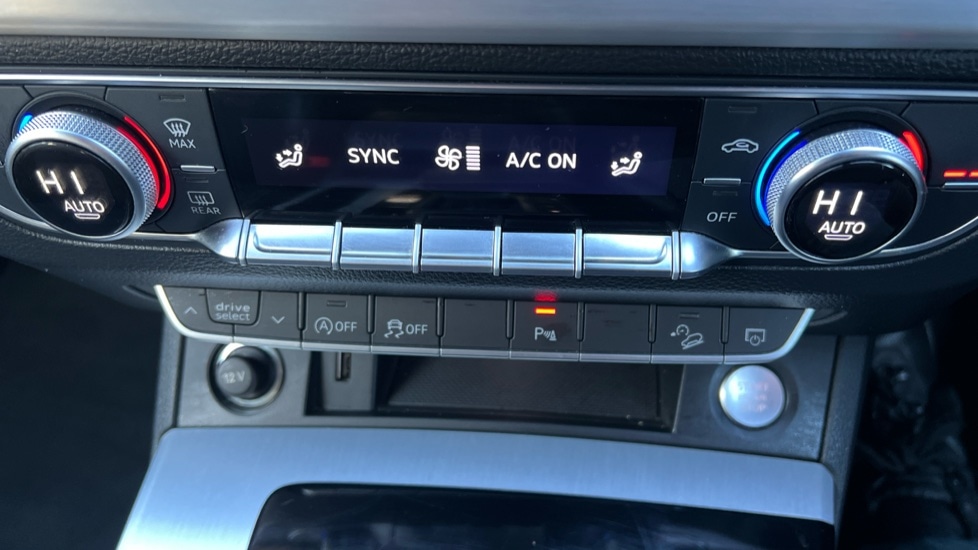 MAX
HI
AUTO
REAR
SYNC
A/C ON
OFF
HI
AUTO
drive
select
OFF
OFF
P
12V